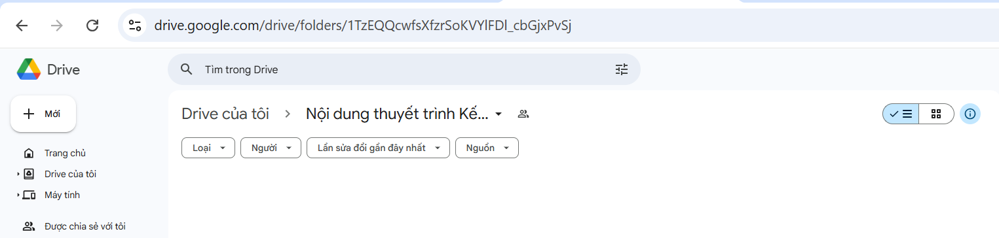 drive.google.com/drive/folders/1TzEQQcwfsXfzrSoKVYlFDl_cbGjxPvSj
Drive
Tìm trong Drive
Mới
Drive của tôi
Nội dung thuyết trình Kế...
Loại
Người
Lần sửa đổi gần đây nhất
Nguồn
Trang chủ
Drive của tôi
Máy tính
Được chia sẻ với tôi